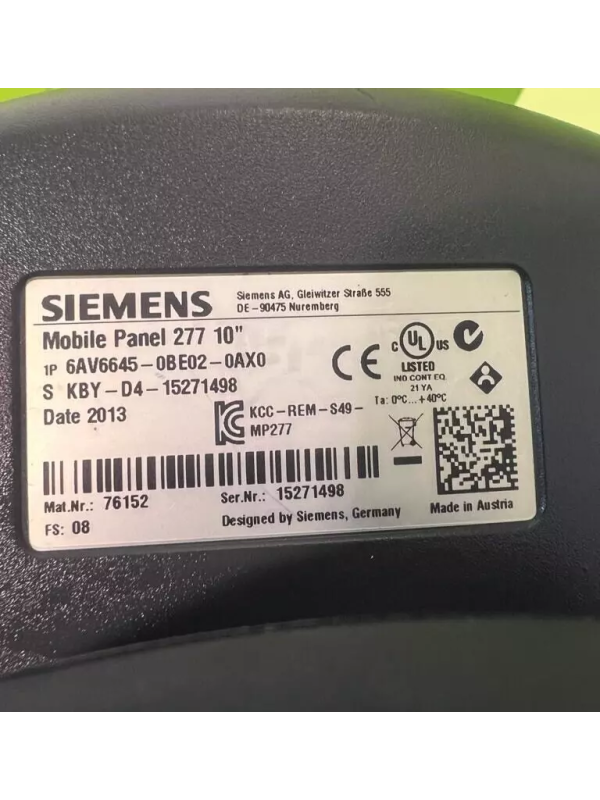 SIEMENS
Siemens AG, Gleiwitzer Straße 555
DE-90475 Nuremberg
Mobile Panel 277 10"
1P 6AV6645-0BE02-0AX0
S KBY-D4-15271498
Date 2013
KCC-REM-S49-
MP277
CE
C UL US
LISTED
IND CONT EQ
21 YA
Ta: 0°C...+40°C
Mat.Nr.: 76152
Ser.Nr.: 15271498
FS: 08
Designed by Siemens, Germany
Made in Austria